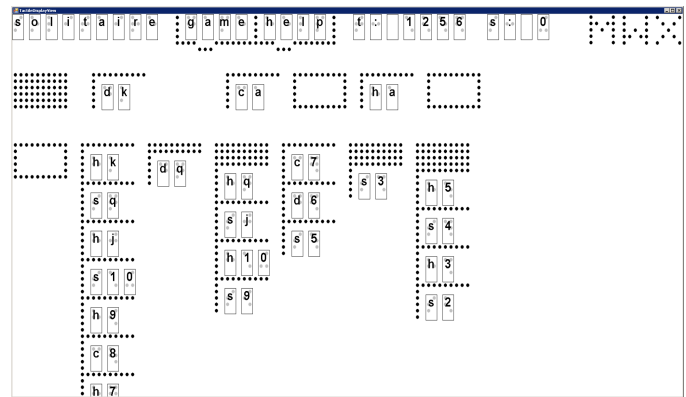 TactileDisplayView
solitaire game help t: 1256 s: 0
MWX
dk ca ha
hk dq c7
hq s3
sq h5
d6
hj sj s4
s5
s10 h10 h3
h9 s9 s2
c8
h7